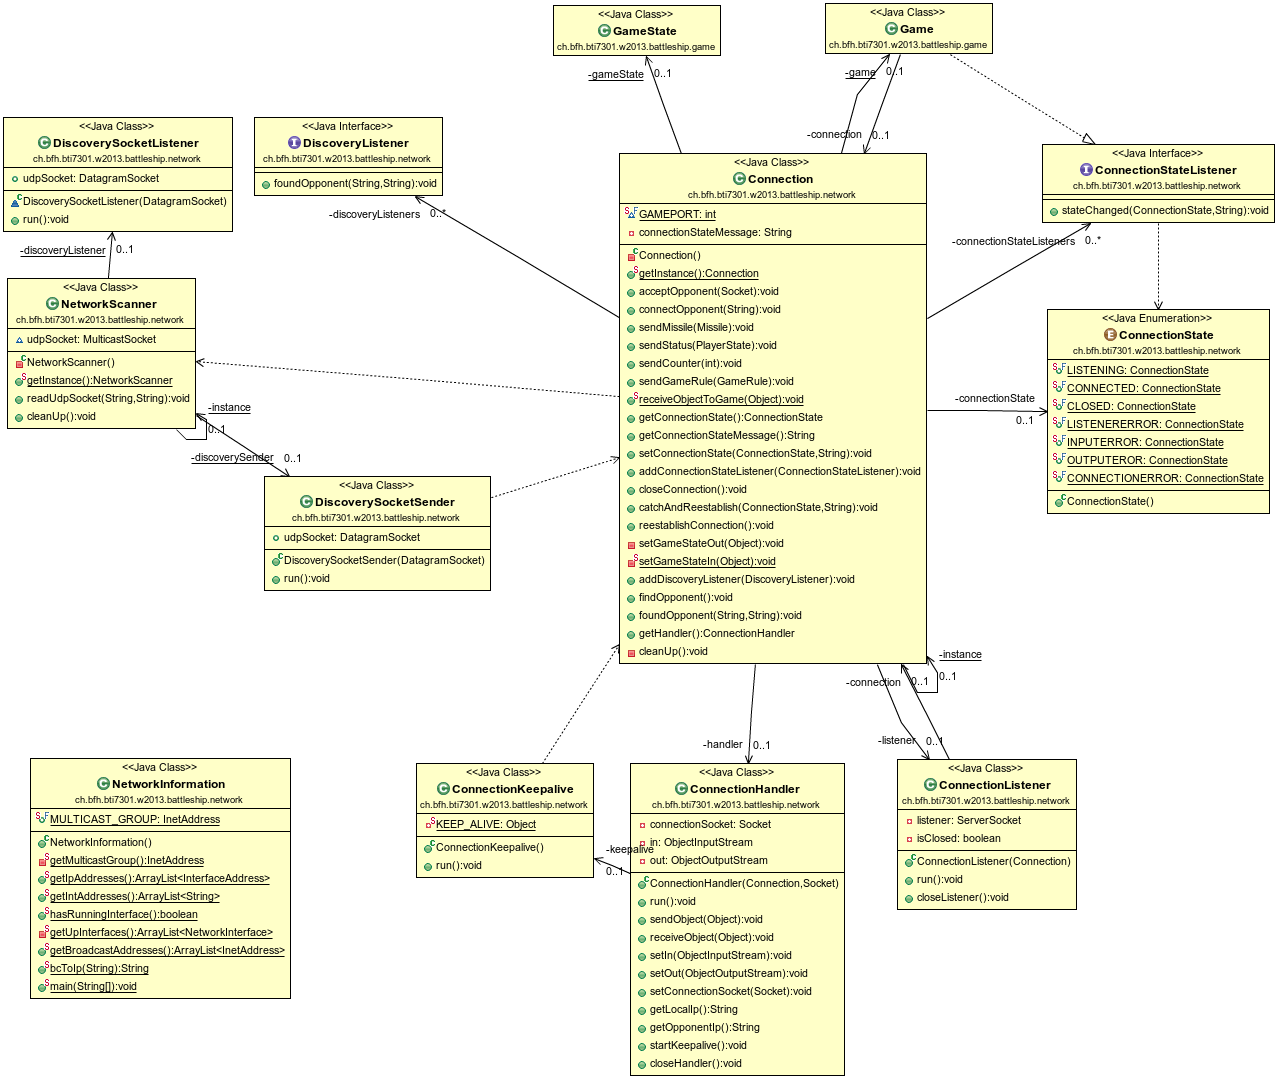 <<Java Class>>
GameState
ch.bfh.bti7301.w2013.battleship.game
<<Java Class>>
Game
ch.bfh.bti7301.w2013.battleship.game
-gameState
0..1
-game
0..1
-connection
0..1
<<Java Class>>
DiscoverySocketListener
ch.bfh.bti7301.w2013.battleship.network
udpSocket: DatagramSocket
DiscoverySocketListener(DatagramSocket)
run():void
<<Java Interface>>
DiscoveryListener
ch.bfh.bti7301.w2013.battleship.network
foundOpponent(String,String):void
-discoveryListeners
0..*
<<Java Interface>>
ConnectionStateListener
ch.bfh.bti7301.w2013.battleship.network
stateChanged(ConnectionState,String):void
-connectionStateListeners
0..*
-discoveryListener
0..1
<<Java Class>>
NetworkScanner
ch.bfh.bti7301.w2013.battleship.network
udpSocket: MulticastSocket
NetworkScanner()
getInstance():NetworkScanner
readUdpSocket(String,String):void
cleanUp():void
-instance
0..1
-discoverySender
0..1
<<Java Class>>
DiscoverySocketSender
ch.bfh.bti7301.w2013.battleship.network
udpSocket: DatagramSocket
DiscoverySocketSender(DatagramSocket)
run():void
<<Java Class>>
Connection
ch.bfh.bti7301.w2013.battleship.network
GAMEPORT: int
connectionStateMessage: String
Connection()
getInstance():Connection
acceptOpponent(Socket):void
connectOpponent(String):void
sendMissile(Missile):void
sendStatus(PlayerState):void
sendCounter(int):void
sendGameRule(GameRule):void
receiveObjectToGame(Object):void
getConnectionState():ConnectionState
getConnectionStateMessage():String
setConnectionState(ConnectionState,String):void
addConnectionStateListener(ConnectionStateListener):void
closeConnection():void
catchAndReestablish(ConnectionState,String):void
reestablishConnection():void
setGameStateOut(Object):void
setGameStateIn(Object):void
addDiscoveryListener(DiscoveryListener):void
findOpponent():void
foundOpponent(String,String):void
getHandler():ConnectionHandler
cleanUp():void
-connectionState
0..1
<<Java Enumeration>>
ConnectionState
ch.bfh.bti7301.w2013.battleship.network
LISTENING: ConnectionState
CONNECTED: ConnectionState
CLOSED: ConnectionState
LISTENERERROR: ConnectionState
INPUTERROR: ConnectionState
OUTPUTEROR: ConnectionState
CONNECTIONERROR: ConnectionState
ConnectionState()
-instance
0..1
-connection
0..1
-listener
0..1
-handler
0..1
<<Java Class>>
NetworkInformation
ch.bfh.bti7301.w2013.battleship.network
MULTICAST_GROUP: InetAddress
NetworkInformation()
getMulticastGroup():InetAddress
getIpAddresses():ArrayList<InterfaceAddress>
getIntAddresses():ArrayList<String>
hasRunningInterface():boolean
getUpInterfaces():ArrayList<NetworkInterface>
getBroadcastAddresses():ArrayList<InetAddress>
bcToIp(String):String
main(String[]):void
<<Java Class>>
ConnectionKeepalive
ch.bfh.bti7301.w2013.battleship.network
KEEP_ALIVE: Object
ConnectionKeepalive()
run():void
-keepalive
0..1
<<Java Class>>
ConnectionHandler
ch.bfh.bti7301.w2013.battleship.network
connectionSocket: Socket
in: ObjectInputStream
out: ObjectOutputStream
ConnectionHandler(Connection,Socket)
run():void
sendObject(Object):void
receiveObject(Object):void
setIn(ObjectInputStream):void
setOut(ObjectOutputStream):void
setConnectionSocket(Socket):void
getLocalIp():String
getOpponentIp():String
startKeepalive():void
closeHandler():void
<<Java Class>>
ConnectionListener
ch.bfh.bti7301.w2013.battleship.network
listener: ServerSocket
isClosed: boolean
ConnectionListener(Connection)
run():void
closeListener():void